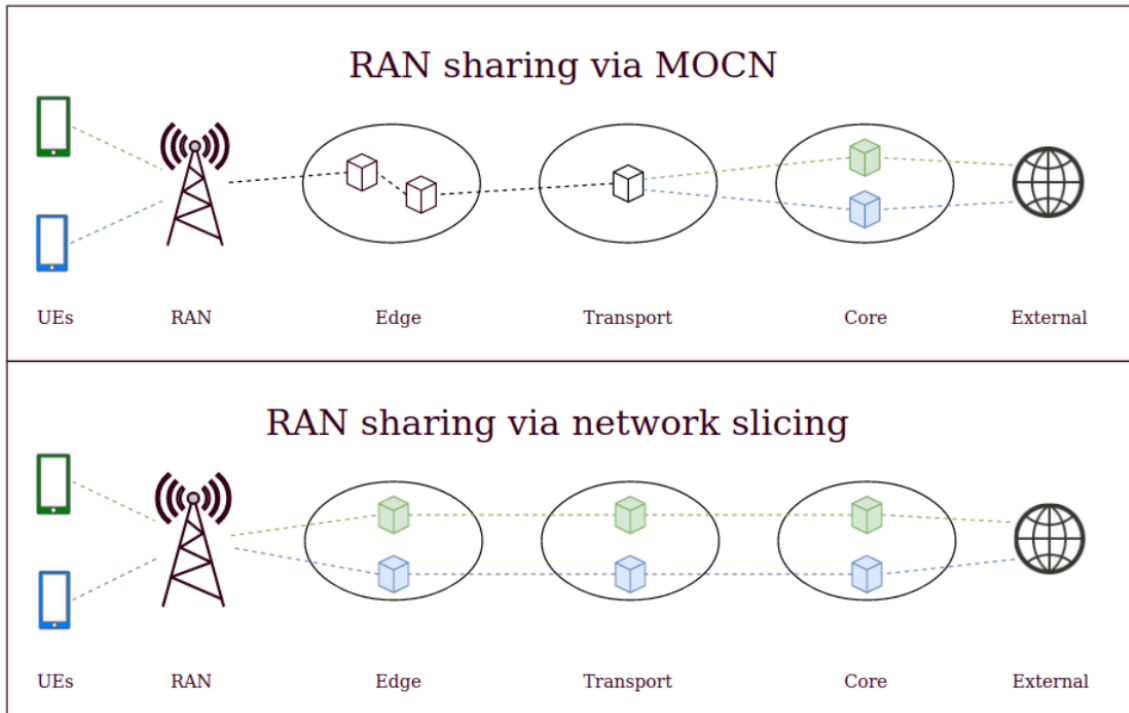 RAN sharing via MOCN
UEs RAN Edge Transport Core External
RAN sharing via network slicing
UEs RAN Edge Transport Core External